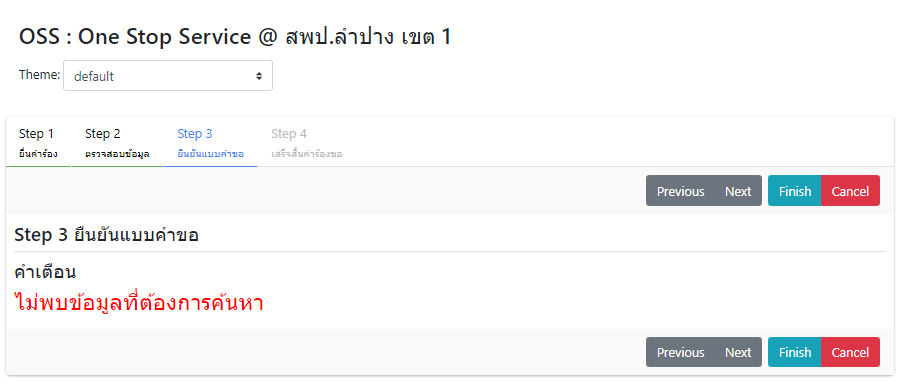 OSS : One Stop Service @ สพป.ลำปาง เขต 1
Theme: default
Step 1 Step 2 Step 3 Step 4
ยื่นคำร้อง ตรวจสอบข้อมูล ยืนยันแบบคำขอ เสร็จสิ้นคำร้องขอ
Previous Next Finish Cancel
Step 3 ยืนยันแบบคำขอ
คำเตือน
ไม่พบข้อมูลที่ต้องการค้นหา
Previous Next Finish Cancel